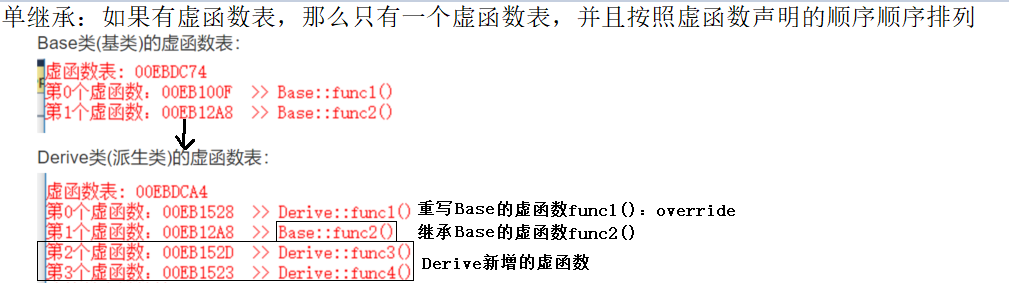 单继承：如果有虚函数表，那么只有一个虚函数表，并且按照虚函数声明的顺序顺序排列
Base类(基类)的虚函数表：
虚函数表: 00EBDC74
第0个虚函数: 00EB100F >> Base::func1()
第1个虚函数: 00EB12A8 >> Base::func2()
Derive类(派生类)的虚函数表：
虚函数表: 00EBDCA4
第0个虚函数: 00EB1528 >> Derive::func1() 重写Base的虚函数func1()：override
第1个虚函数: 00EB12A8 >> Base::func2() 继承Base的虚函数func2()
第2个虚函数: 00EB152D >> Derive::func3()
第3个虚函数: 00EB1523 >> Derive::func4()
Derive新增的虚函数